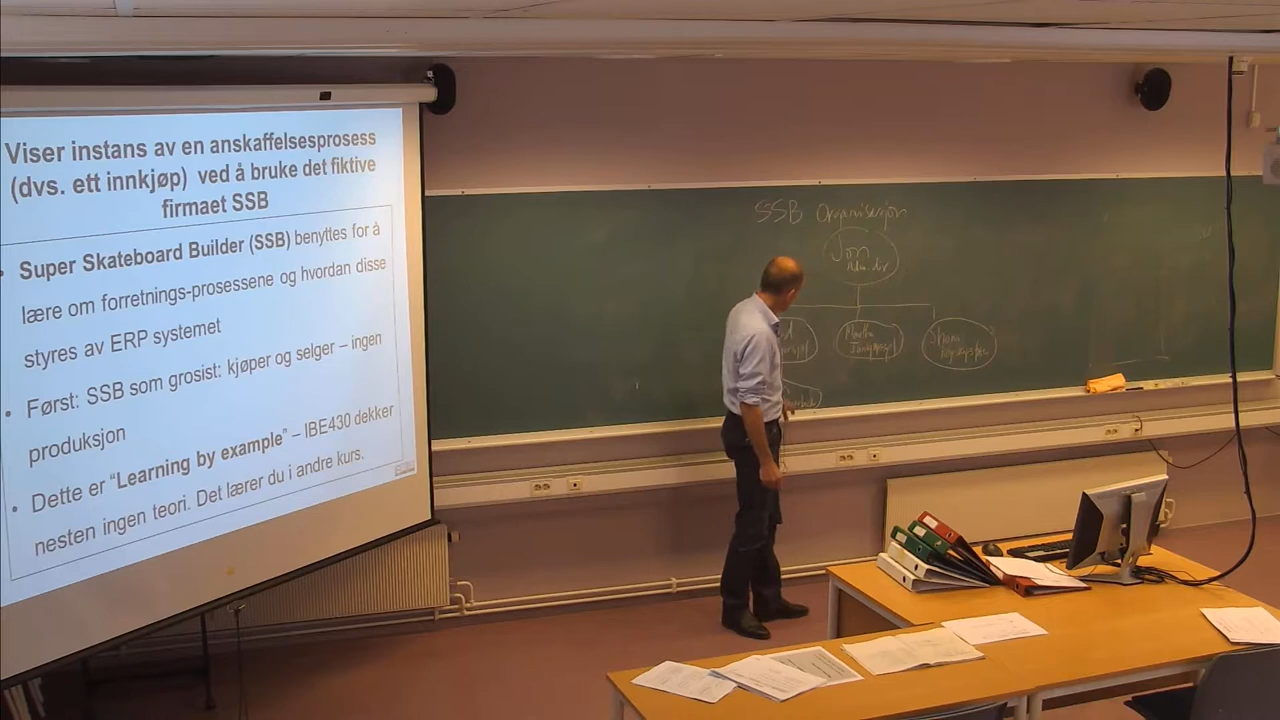 Viser instans av en anskaffelsesprosess
(dvs. ett innkjøp) ved å bruke det fiktive
firmaet SSB
• Super Skateboard Builder (SSB) benyttes for å
lære om forretnings-prosessene og hvordan disse
styres av ERP systemet
• Først: SSB som grosist: kjøper og selger – ingen
produksjon
• Dette er “Learning by example” – IBE430 dekker
nesten ingen teori. Det lærer du i andre kurs.
SSB Organisasjon
Jon
Adm. dir